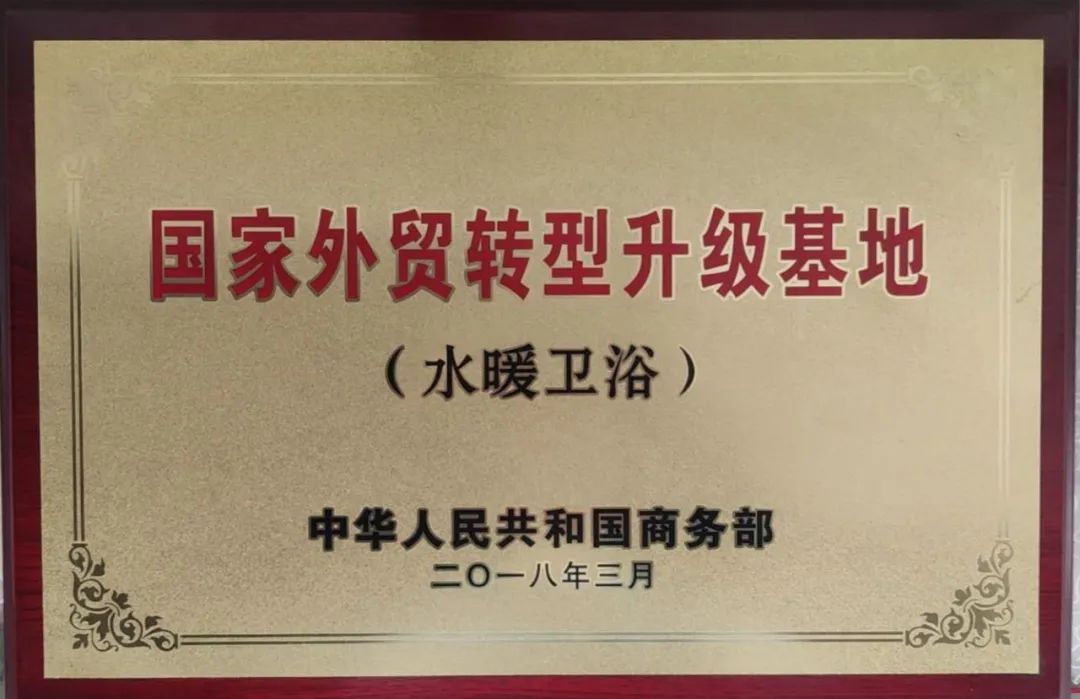 国家外贸转型升级基地
（水暖卫浴）
中华人民共和国商务部
二〇一八年三月